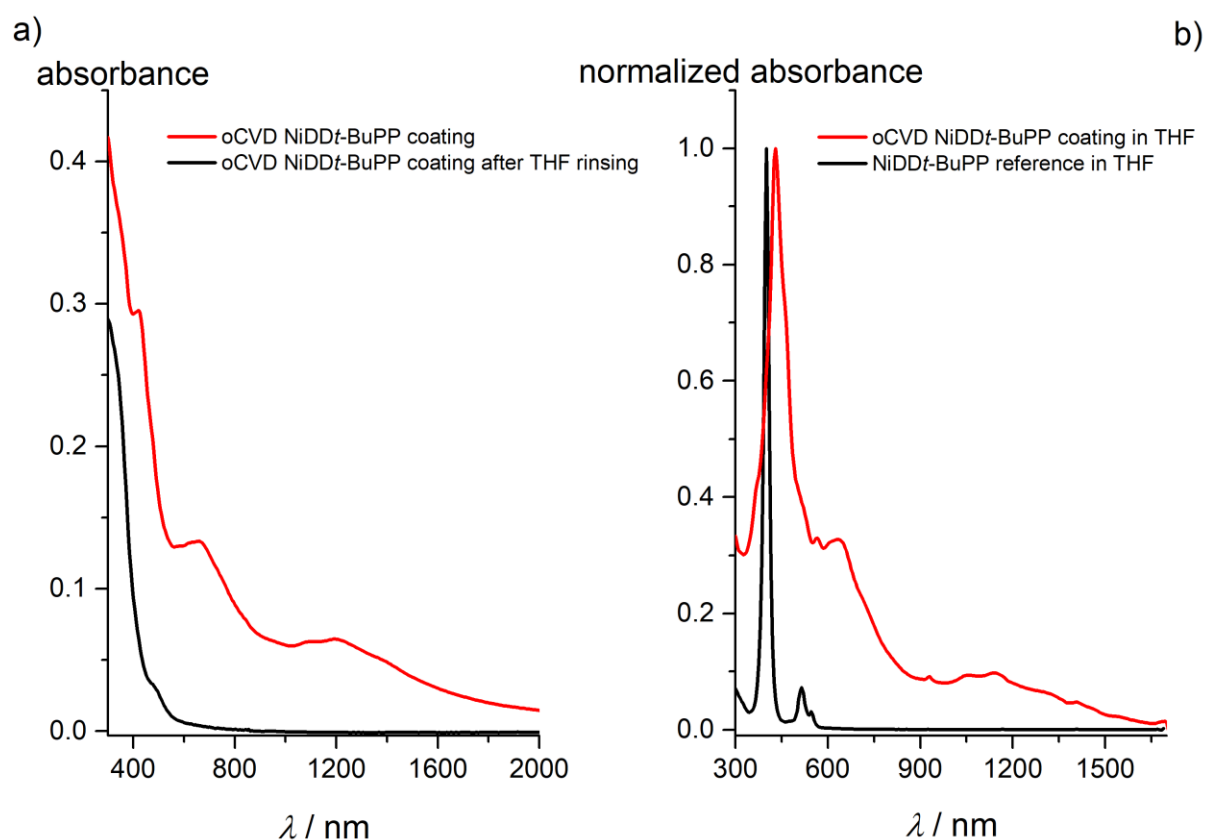 a)
absorbance
oCVD NiDDt-BuPP coating
oCVD NiDDt-BuPP coating after THF rinsing
0.4
0.3
0.2
0.1
0.0
400 800 1200 1600 2000
λ / nm
b)
normalized absorbance
oCVD NiDDt-BuPP coating in THF
NiDDt-BuPP reference in THF
1.0
0.8
0.6
0.4
0.2
0.0
300 600 900 1200 1500
λ / nm